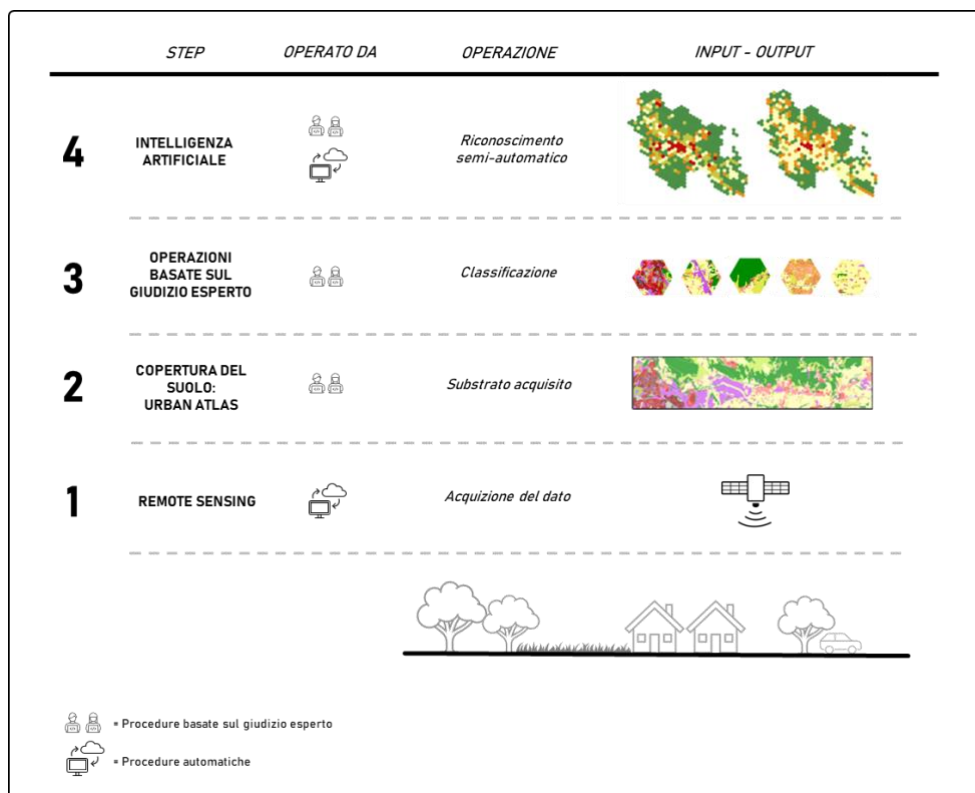 STEP OPERATO DA OPERAZIONE INPUT - OUTPUT
4 INTELLIGENZA
ARTIFICIALE
Riconoscimento
semi-automatico
3 OPERAZIONI
BASATE SUL
GIUDIZIO ESPERTO
Classificazione
2 COPERTURA DEL
SUOLO:
URBAN ATLAS
Substrato acquisito
1 REMOTE SENSING
Acquizione del dato
= Procedure basate sul giudizio esperto
= Procedure automatiche